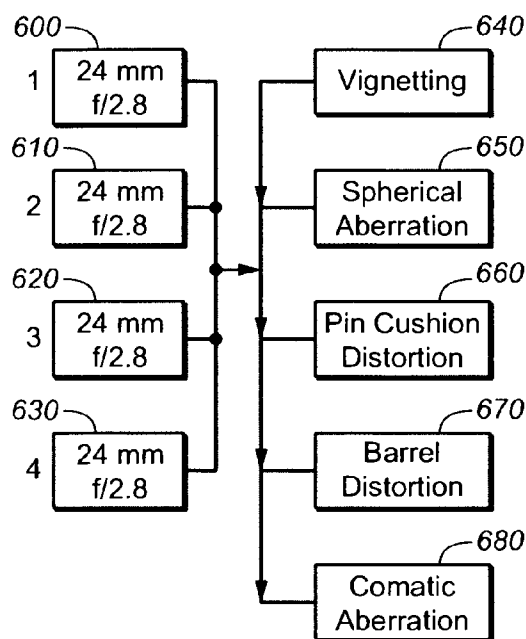 600
1
24 mm
f/2.8
610
2
24 mm
f/2.8
620
3
24 mm
f/2.8
630
4
24 mm
f/2.8
640
Vignetting
650
Spherical
Aberration
660
Pin Cushion
Distortion
670
Barrel
Distortion
680
Comatic
Aberration